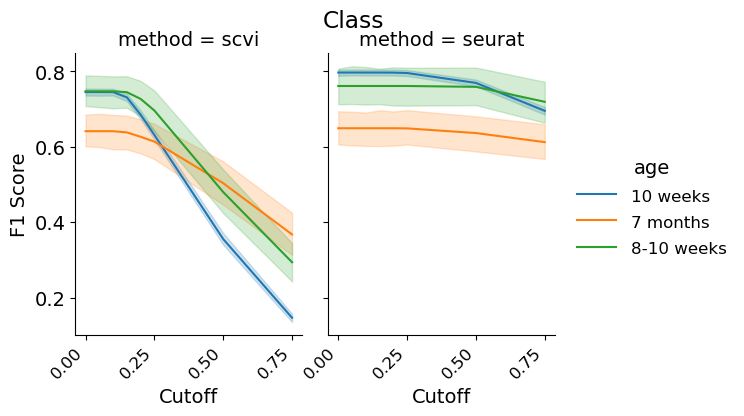 Class
method = scvi
method = seurat
F1 Score
0.8
0.6
0.4
0.2
0.00
0.25
0.50
0.75
Cutoff
0.00
0.25
0.50
0.75
Cutoff
age
10 weeks
7 months
8-10 weeks